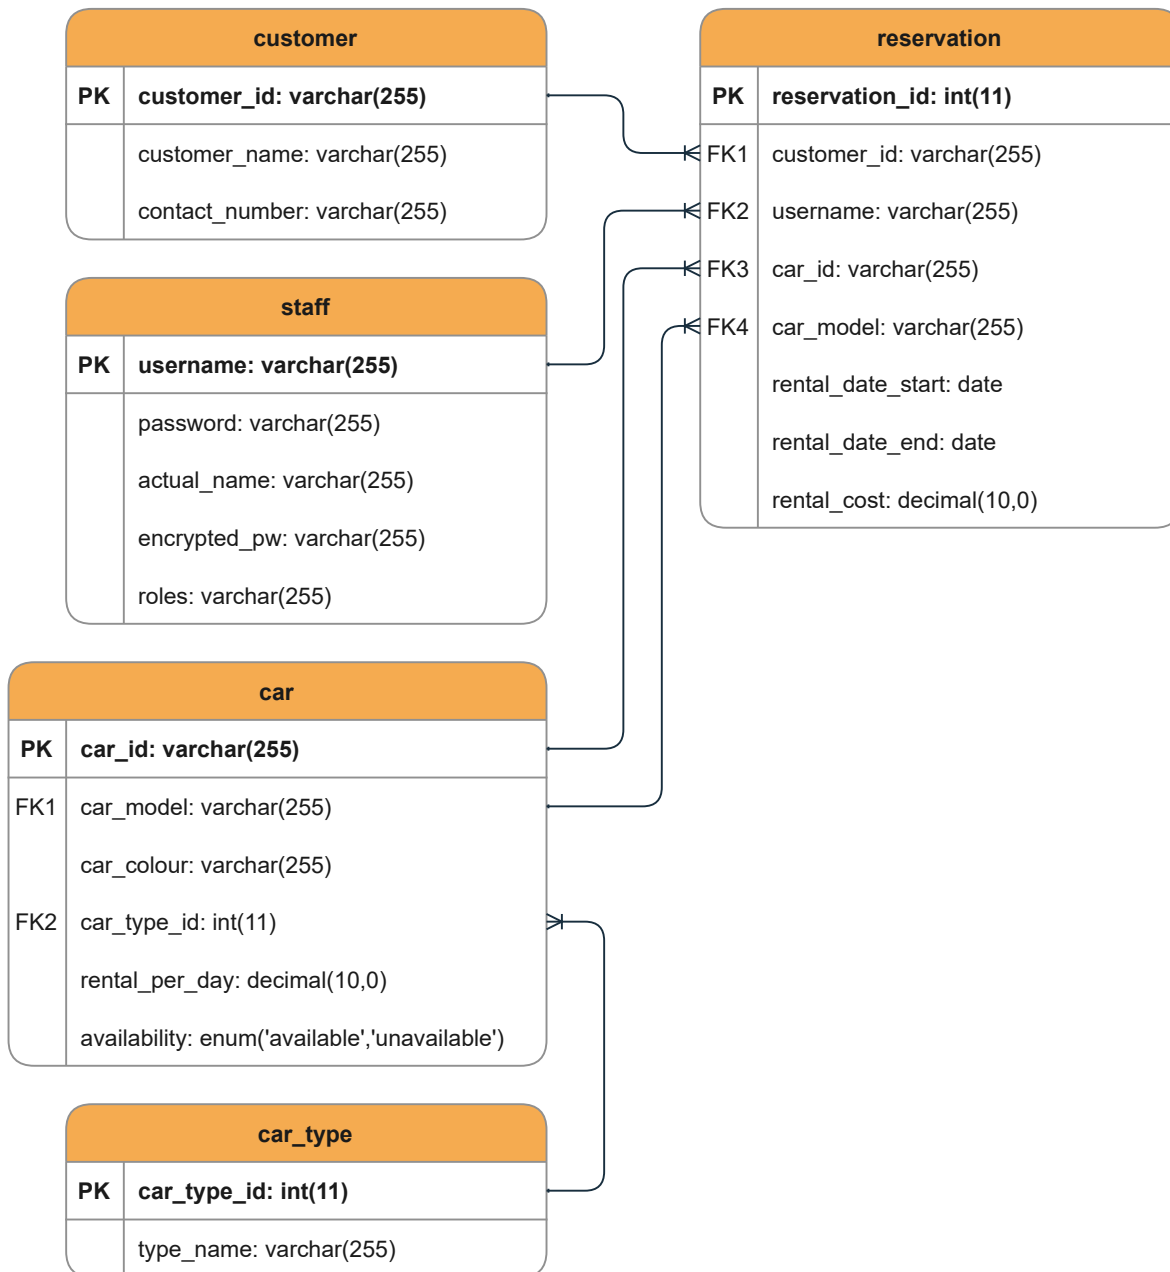 customer
PK customer_id: varchar(255)
customer_name: varchar(255)
contact_number: varchar(255)
staff
PK username: varchar(255)
password: varchar(255)
actual_name: varchar(255)
encrypted_pw: varchar(255)
roles: varchar(255)
car
PK car_id: varchar(255)
FK1 car_model: varchar(255)
car_colour: varchar(255)
FK2 car_type_id: int(11)
rental_per_day: decimal(10,0)
availability: enum('available','unavailable')
car_type
PK car_type_id: int(11)
type_name: varchar(255)
reservation
PK reservation_id: int(11)
FK1 customer_id: varchar(255)
FK2 username: varchar(255)
FK3 car_id: varchar(255)
FK4 car_model: varchar(255)
rental_date_start: date
rental_date_end: date
rental_cost: decimal(10,0)